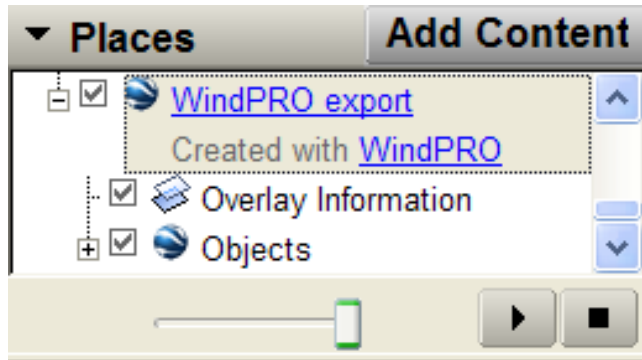 Places Add Content
WindPRO export
Created with WindPRO
Overlay Information
Objects